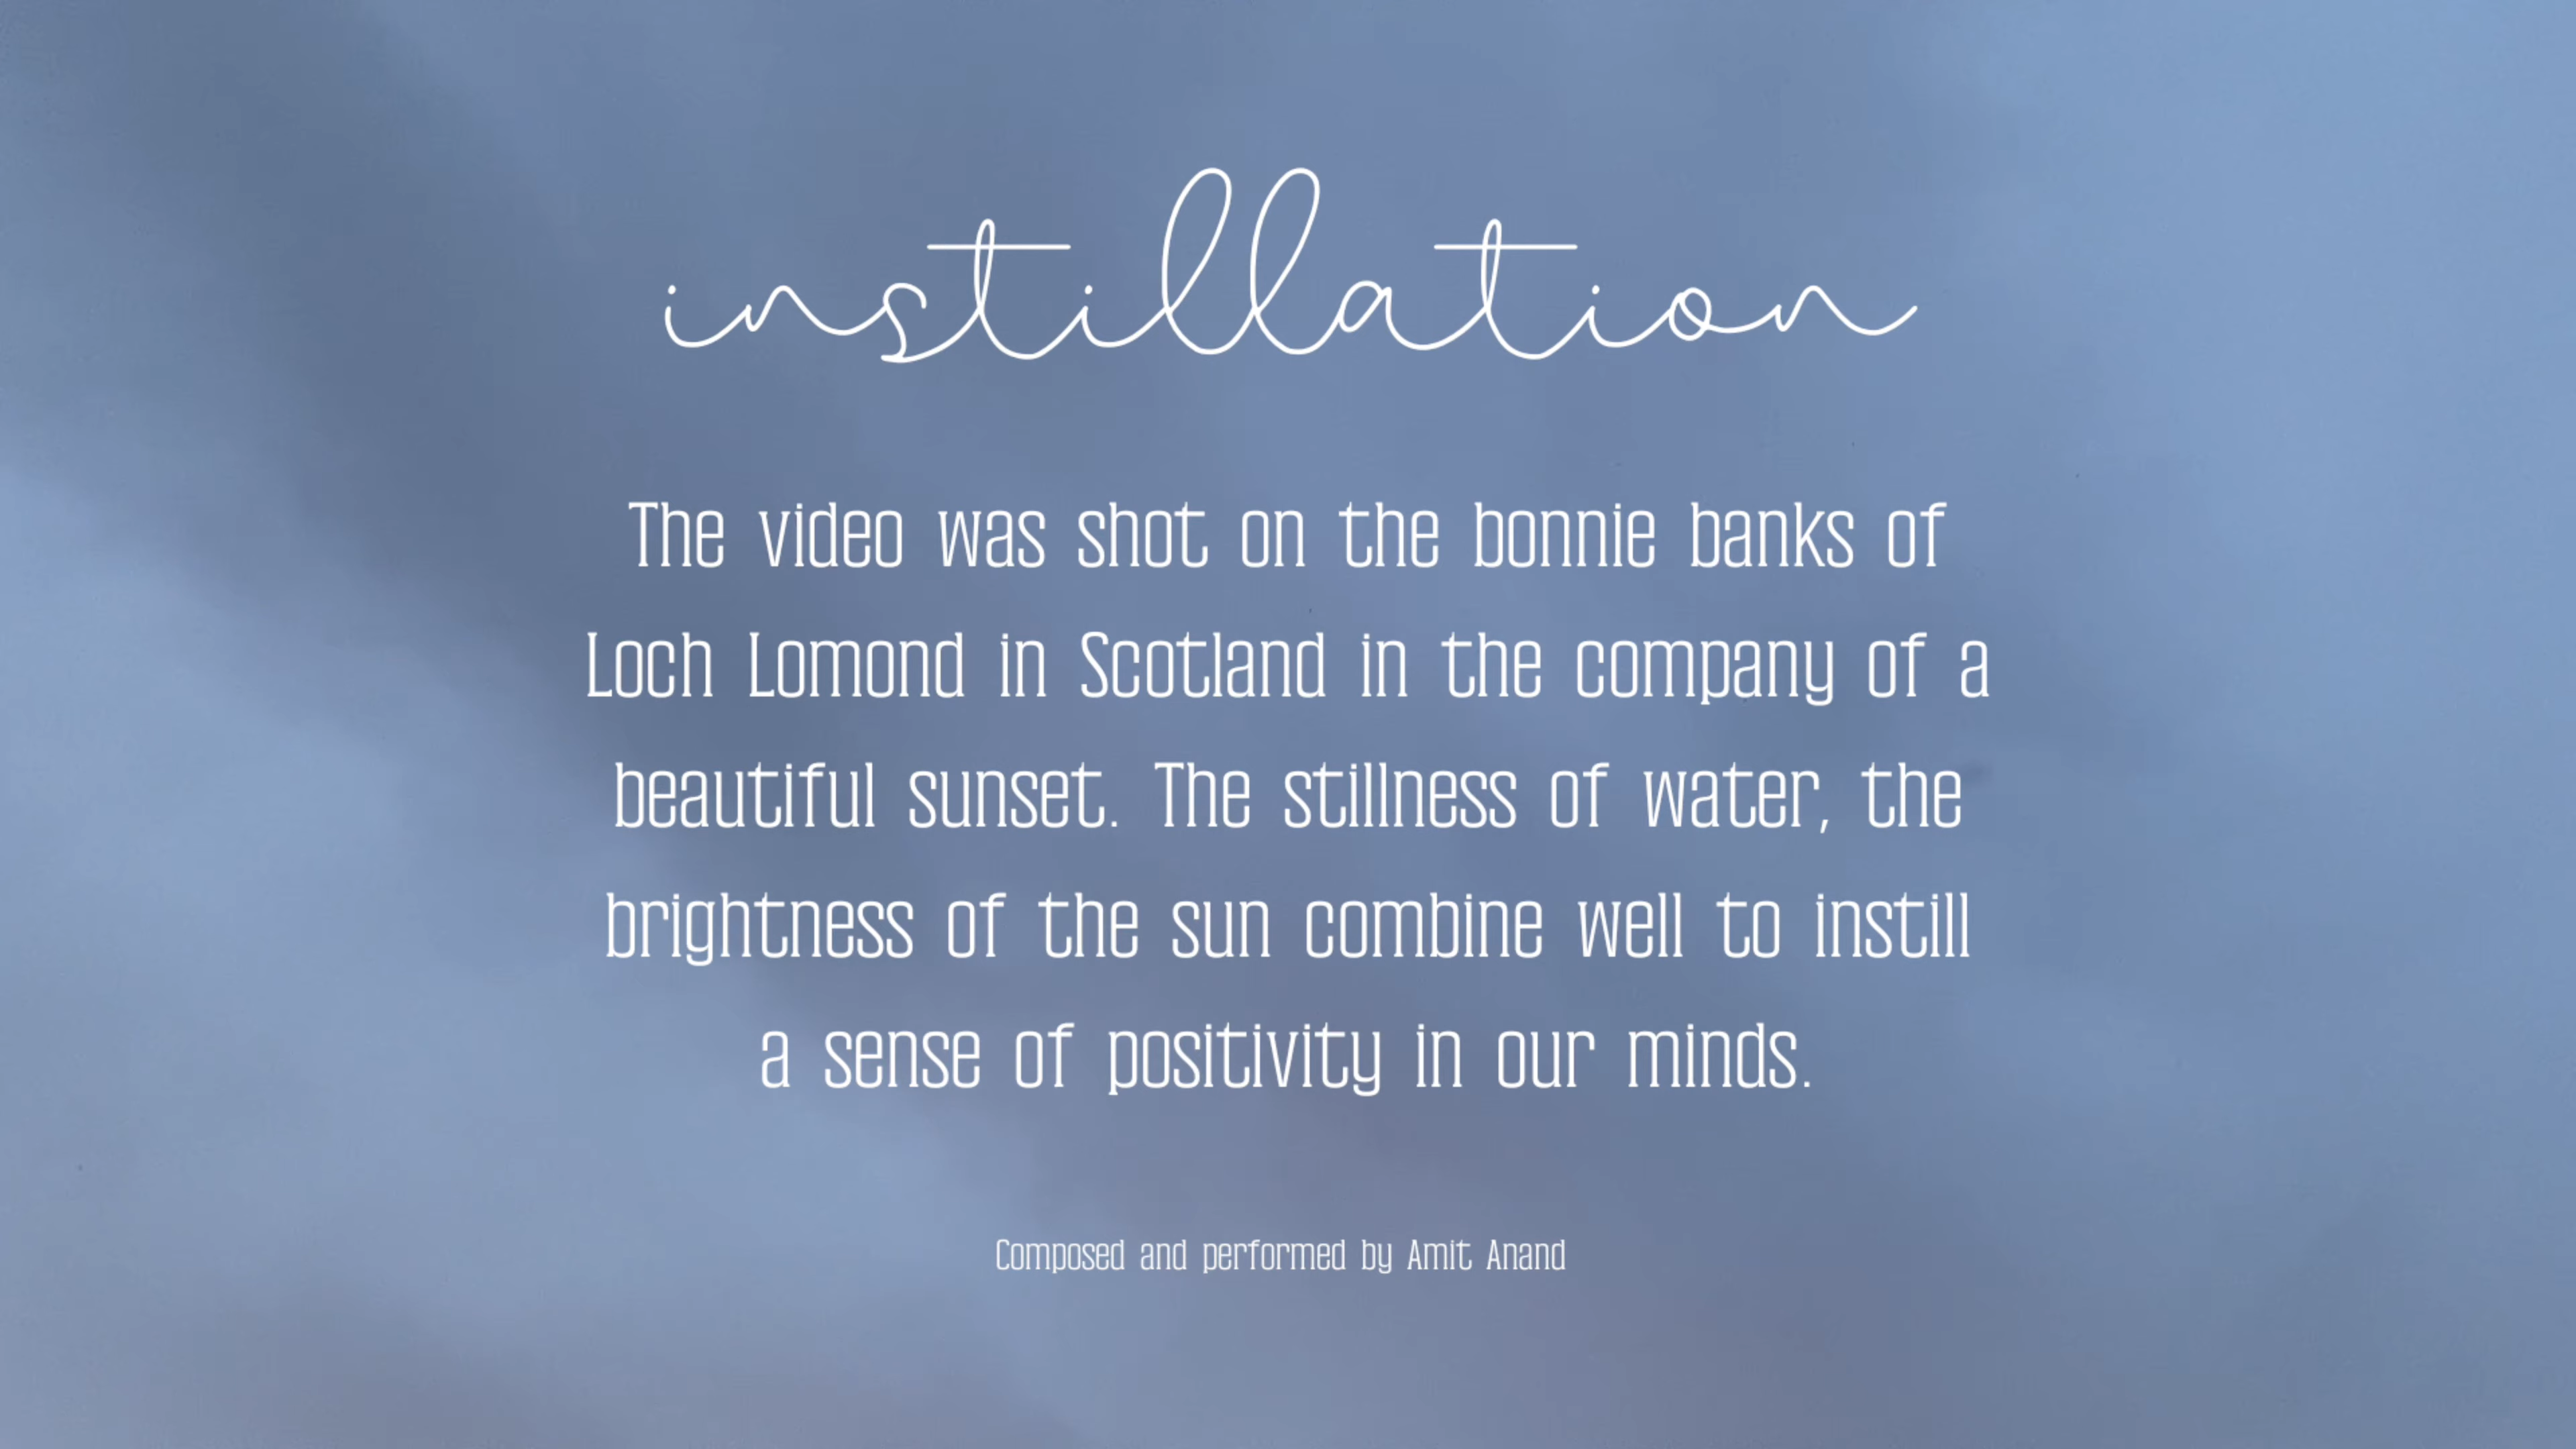 instillation
The video was shot on the bonnie banks of
Loch Lomond in Scotland in the company of a
beautiful sunset. The stillness of water, the
brightness of the sun combine well to instill
a sense of positivity in our minds.
Composed and performed by Amit Anand